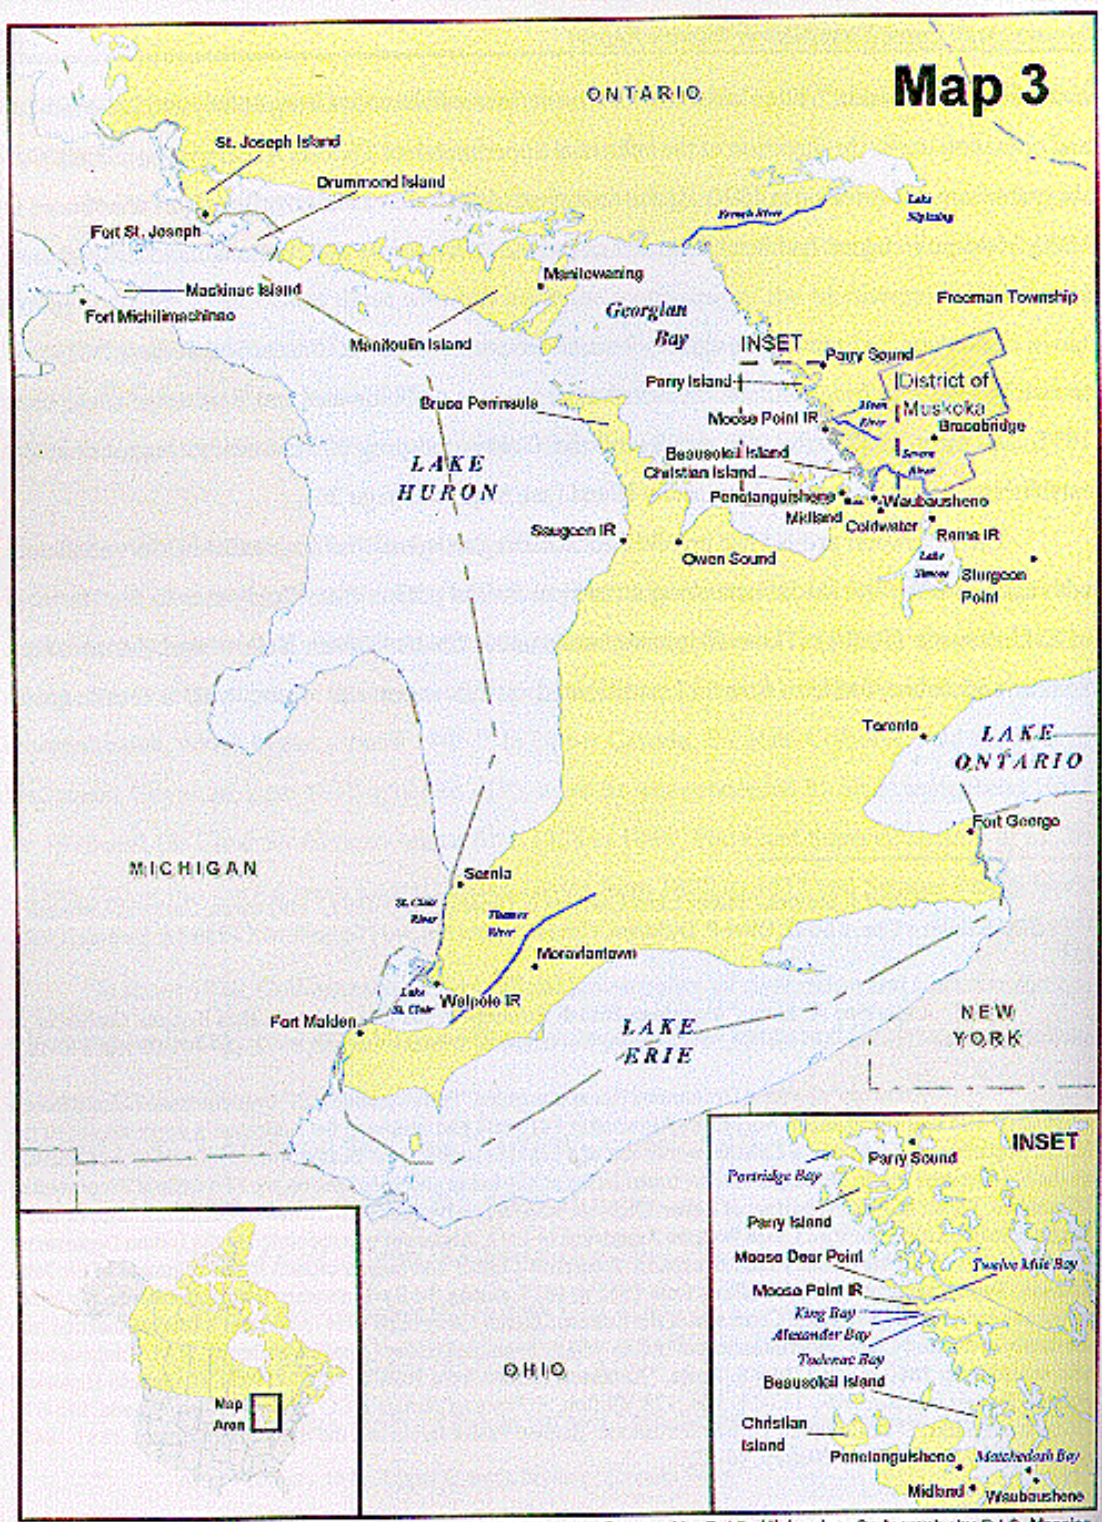 Map 3
ONTARIO
St. Joseph Island
Drummond Island
French River
Lake
Nipissing
Fort St. Joseph
Manitowaning
Mackinac Island
Georgian
Bay
Freeman Township
Fort Michilimackinac
Manitoulin Island
INSET
Parry Sound
Parry Island
District of
Muskoka
Bruce Peninsula
Moose Point IR
Moon
River
Bracebridge
LAKE
HURON
Beausoleil Island
Severn
River
Christian Island
Penetanguishene
Waubaushene
Midland
Coldwater
Saugeen IR
Rama IR
Owen Sound
Lake
Simcoe
Sturgeon
Point
Toronto
LAKE
ONTARIO
Fort George
MICHIGAN
Sarnia
St. Clair
River
Thames
River
Moraviantown
Lake
St. Clair
Walpole IR
Fort Malden
LAKE
ERIE
NEW
YORK
OHIO
Map
Area
INSET
Parry Sound
Partridge Bay
Parry Island
Moose Deer Point
Twelve Mile Bay
Moose Point IR
King Bay
Alexander Bay
Tadenac Bay
Beausoleil Island
Christian
Island
Penetanguishene
Matchedash Bay
Midland
Waubaushene